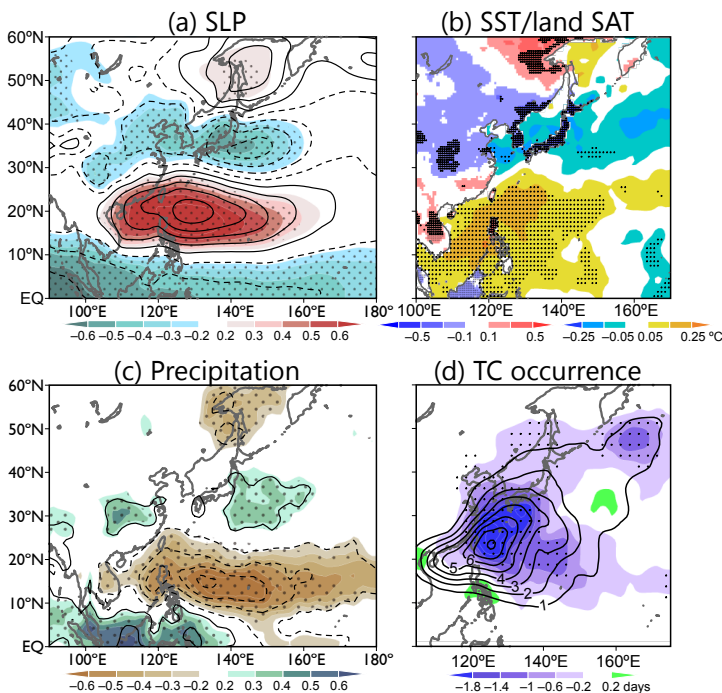 (a) SLP
(b) SST/land SAT
60°N
50°N
40°N
30°N
20°N
10°N
EQ
100°E 120°E 140°E 160°E 180°
100°E 120°E 140°E 160°E
−0.6 −0.5 −0.4 −0.3 −0.2 0.2 0.3 0.4 0.5 0.6
−0.5 −0.1 0.1 0.5 −0.25 −0.05 0.05 0.25 °C
(c) Precipitation
(d) TC occurrence
60°N
50°N
40°N
30°N
20°N
10°N
EQ
5 6 4 3 2 1
90°E 120°E 140°E 160°E 180°
120°E 140°E 160°E
−0.6 −0.5 −0.4 −0.3 0.2 0.2 0.3 0.4 0.5 0.6
−1.8 −1.4 −1 −0.6 −0.2 0.2 days